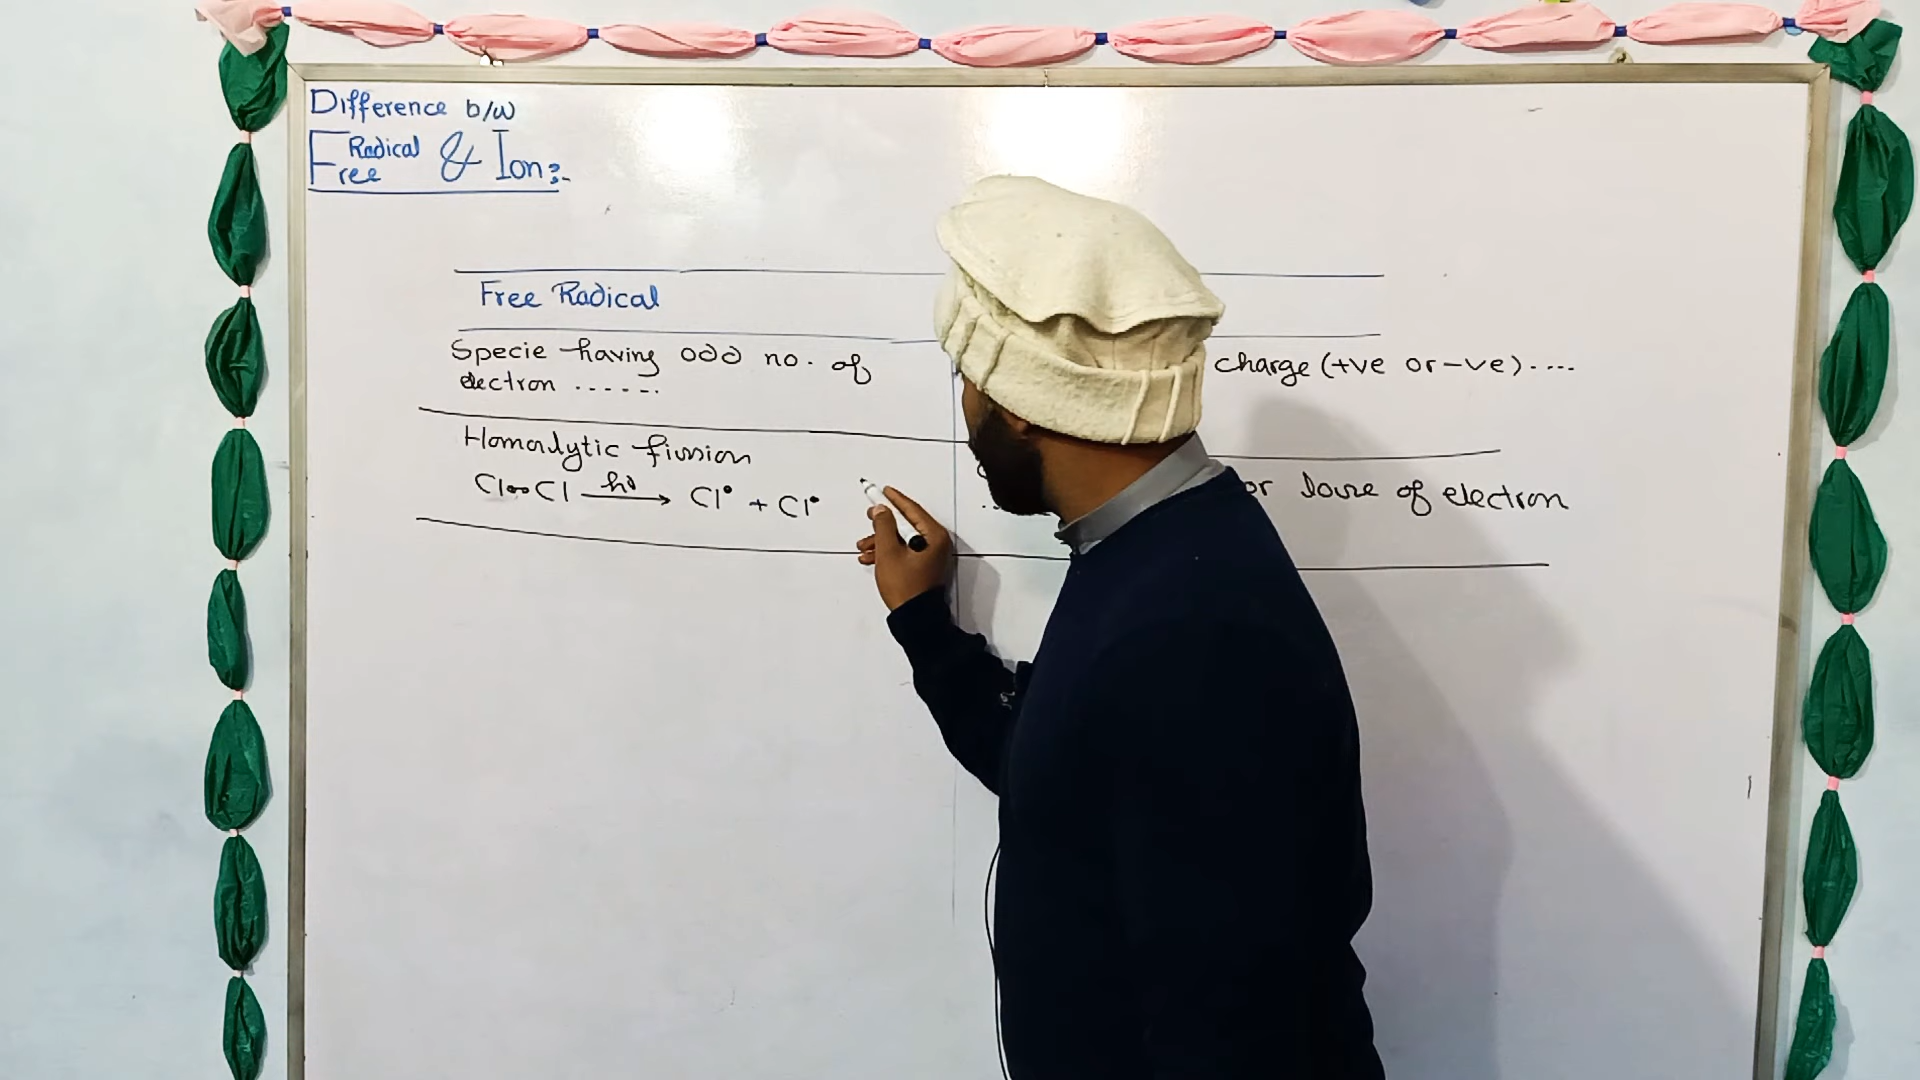 Difference b/w
Free Radical & Ion:-
Free Radical
Specie having odd no. of
electron ......
charge (+ve or -ve)....
Homolytic fission
Cl••Cl hν → Cl• + Cl•
or louse of electron